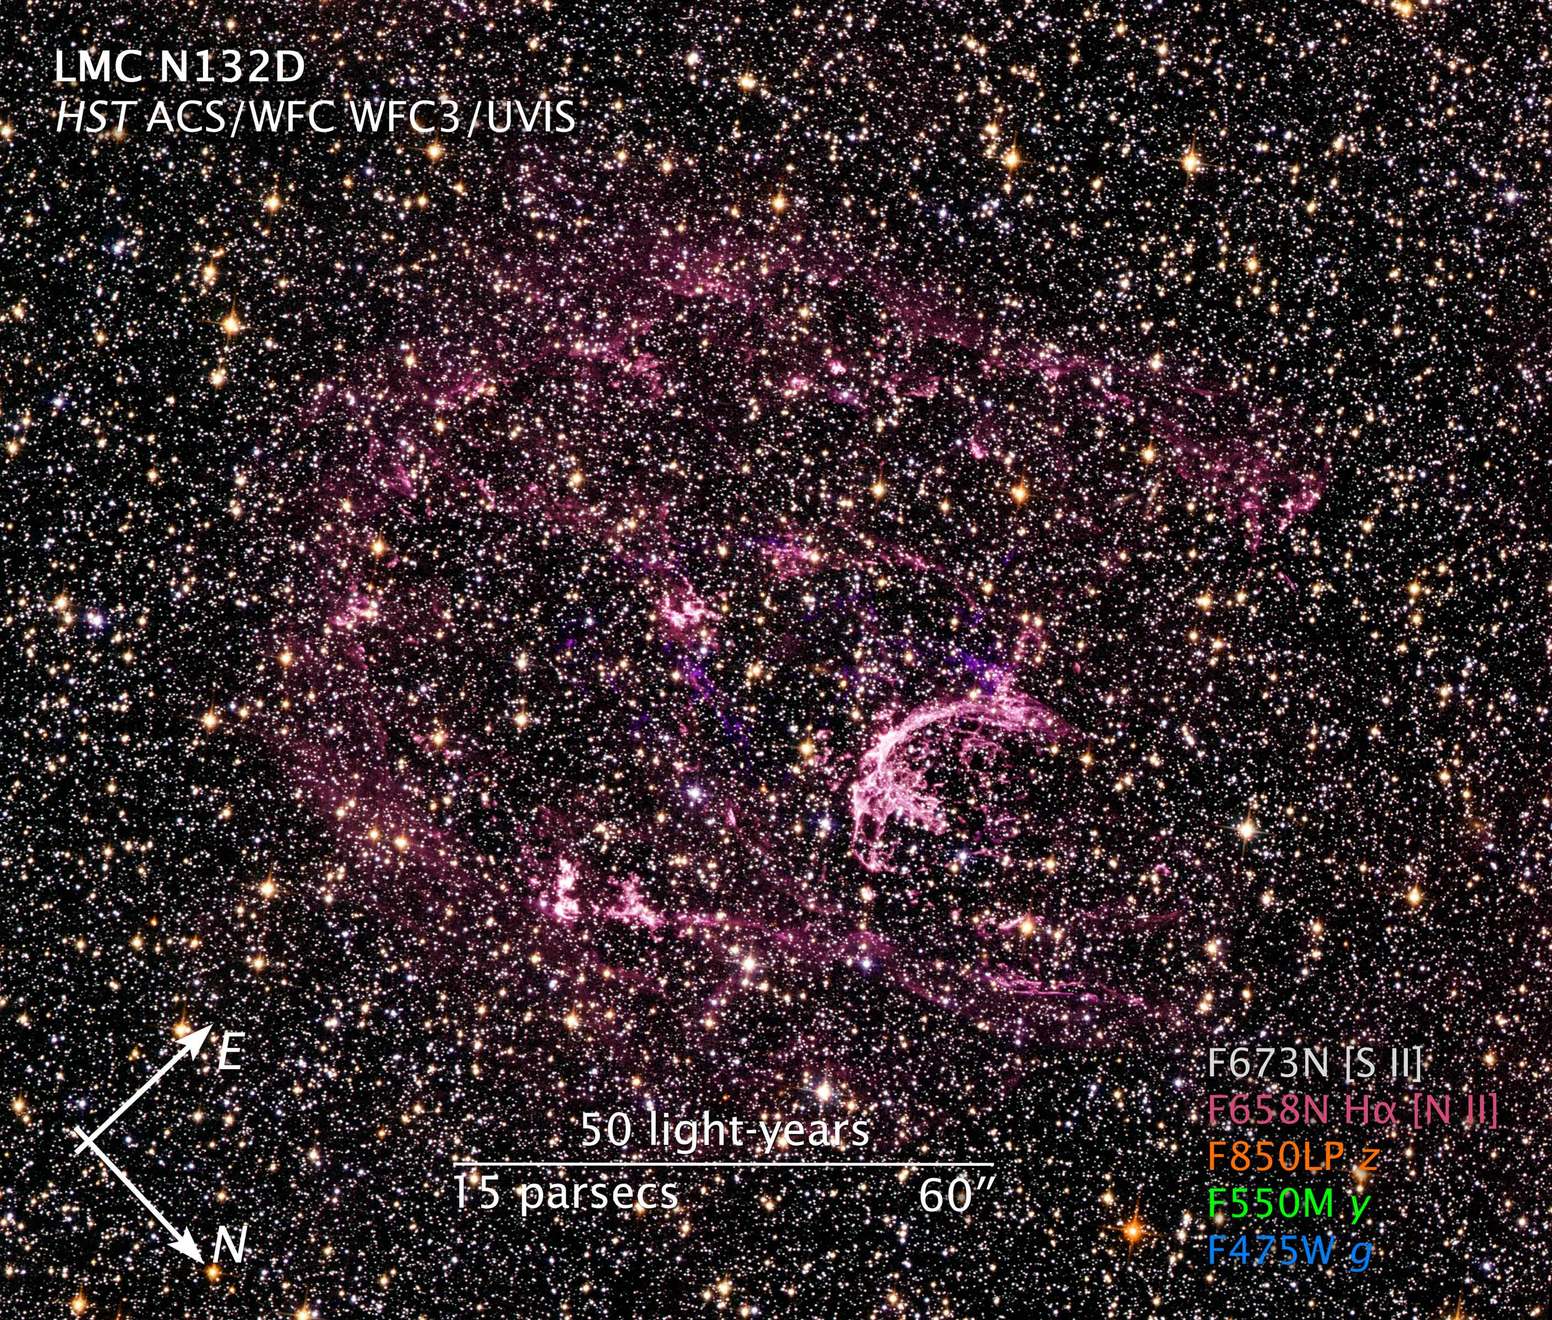 LMC N132D
HST ACS/WFC WFC3/UVIS
E
N
50 light-years
15 parsecs 60″
F673N [S II]
F658N Hα [N II]
F850LP z
F550M y
F475W g